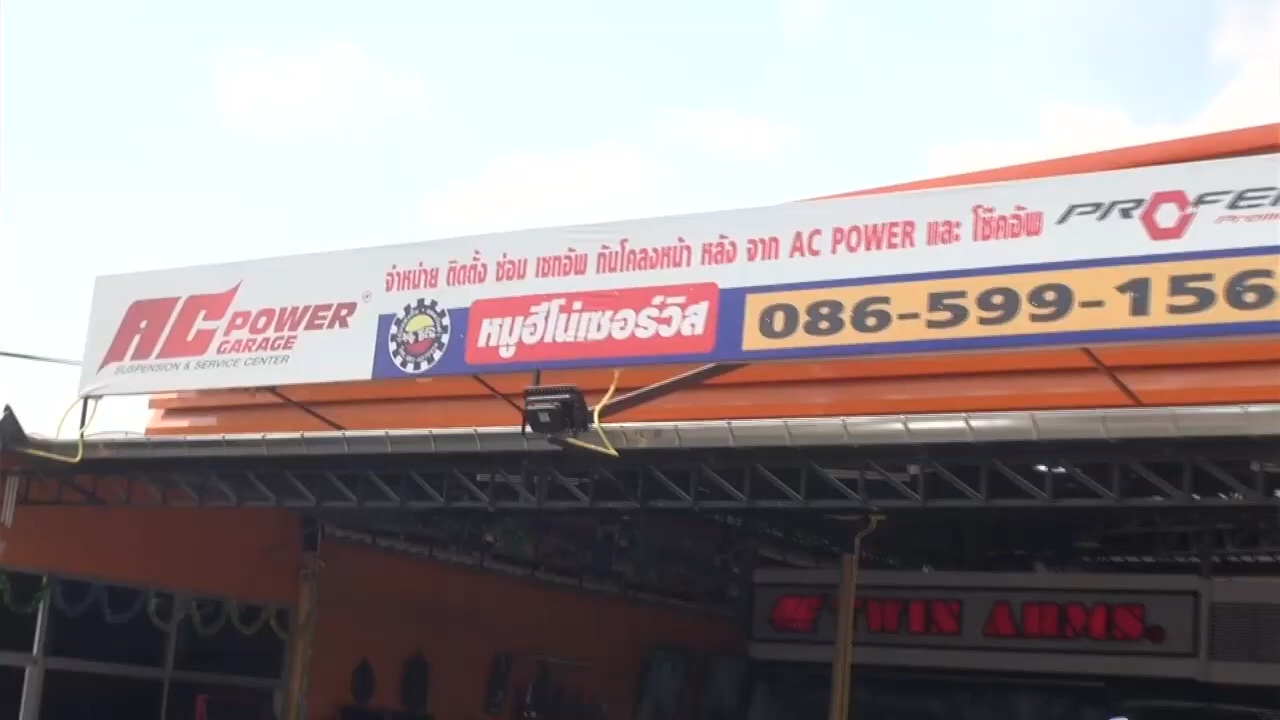 AC POWER
GARAGE
SUSPENSION & SERVICE CENTER
จำหน่าย ติดตั้ง ซ่อม เซทอัพ กันโคลงหน้า หลัง จาก AC POWER และ โช๊คอัพ
หมูฮีโน่เซอร์วิส
086-599-156
PROFE
Premi
TWIN ARMS